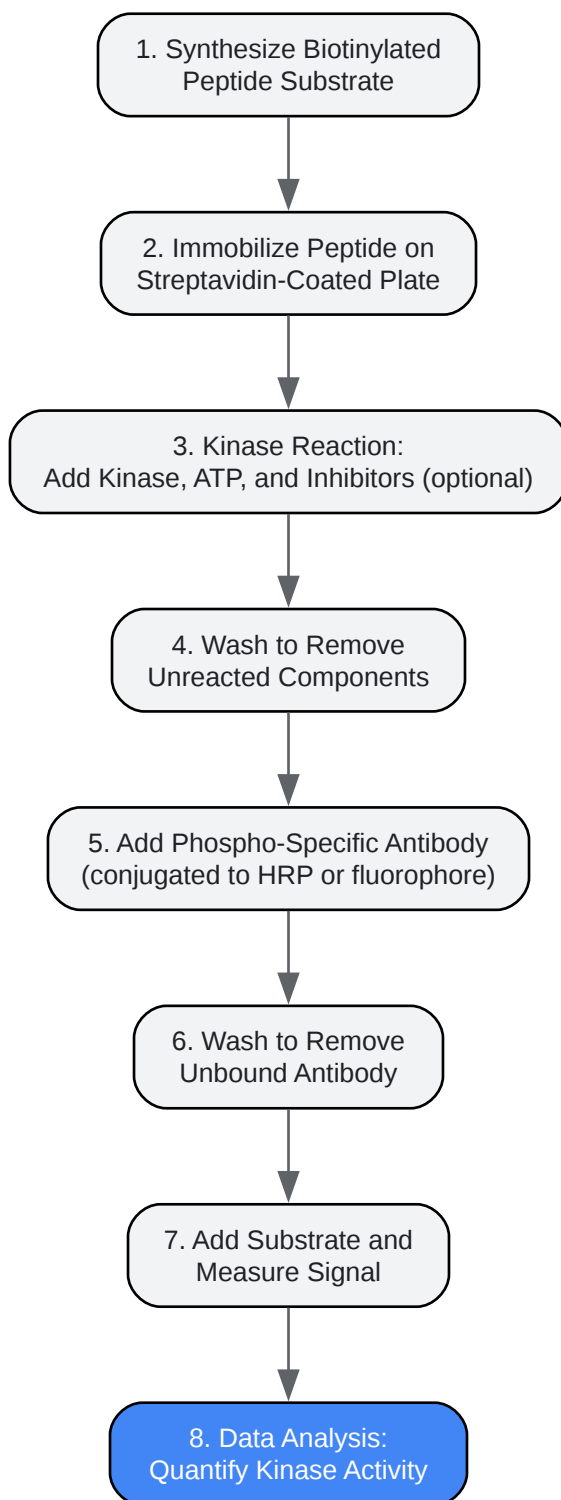 1. Synthesize Biotinylated
Peptide Substrate
2. Immobilize Peptide on
Streptavidin-Coated Plate
3. Kinase Reaction:
Add Kinase, ATP, and Inhibitors (optional)
4. Wash to Remove
Unreacted Components
5. Add Phospho-Specific Antibody
(conjugated to HRP or fluorophore)
6. Wash to Remove
Unbound Antibody
7. Add Substrate and
Measure Signal
8. Data Analysis:
Quantify Kinase Activity